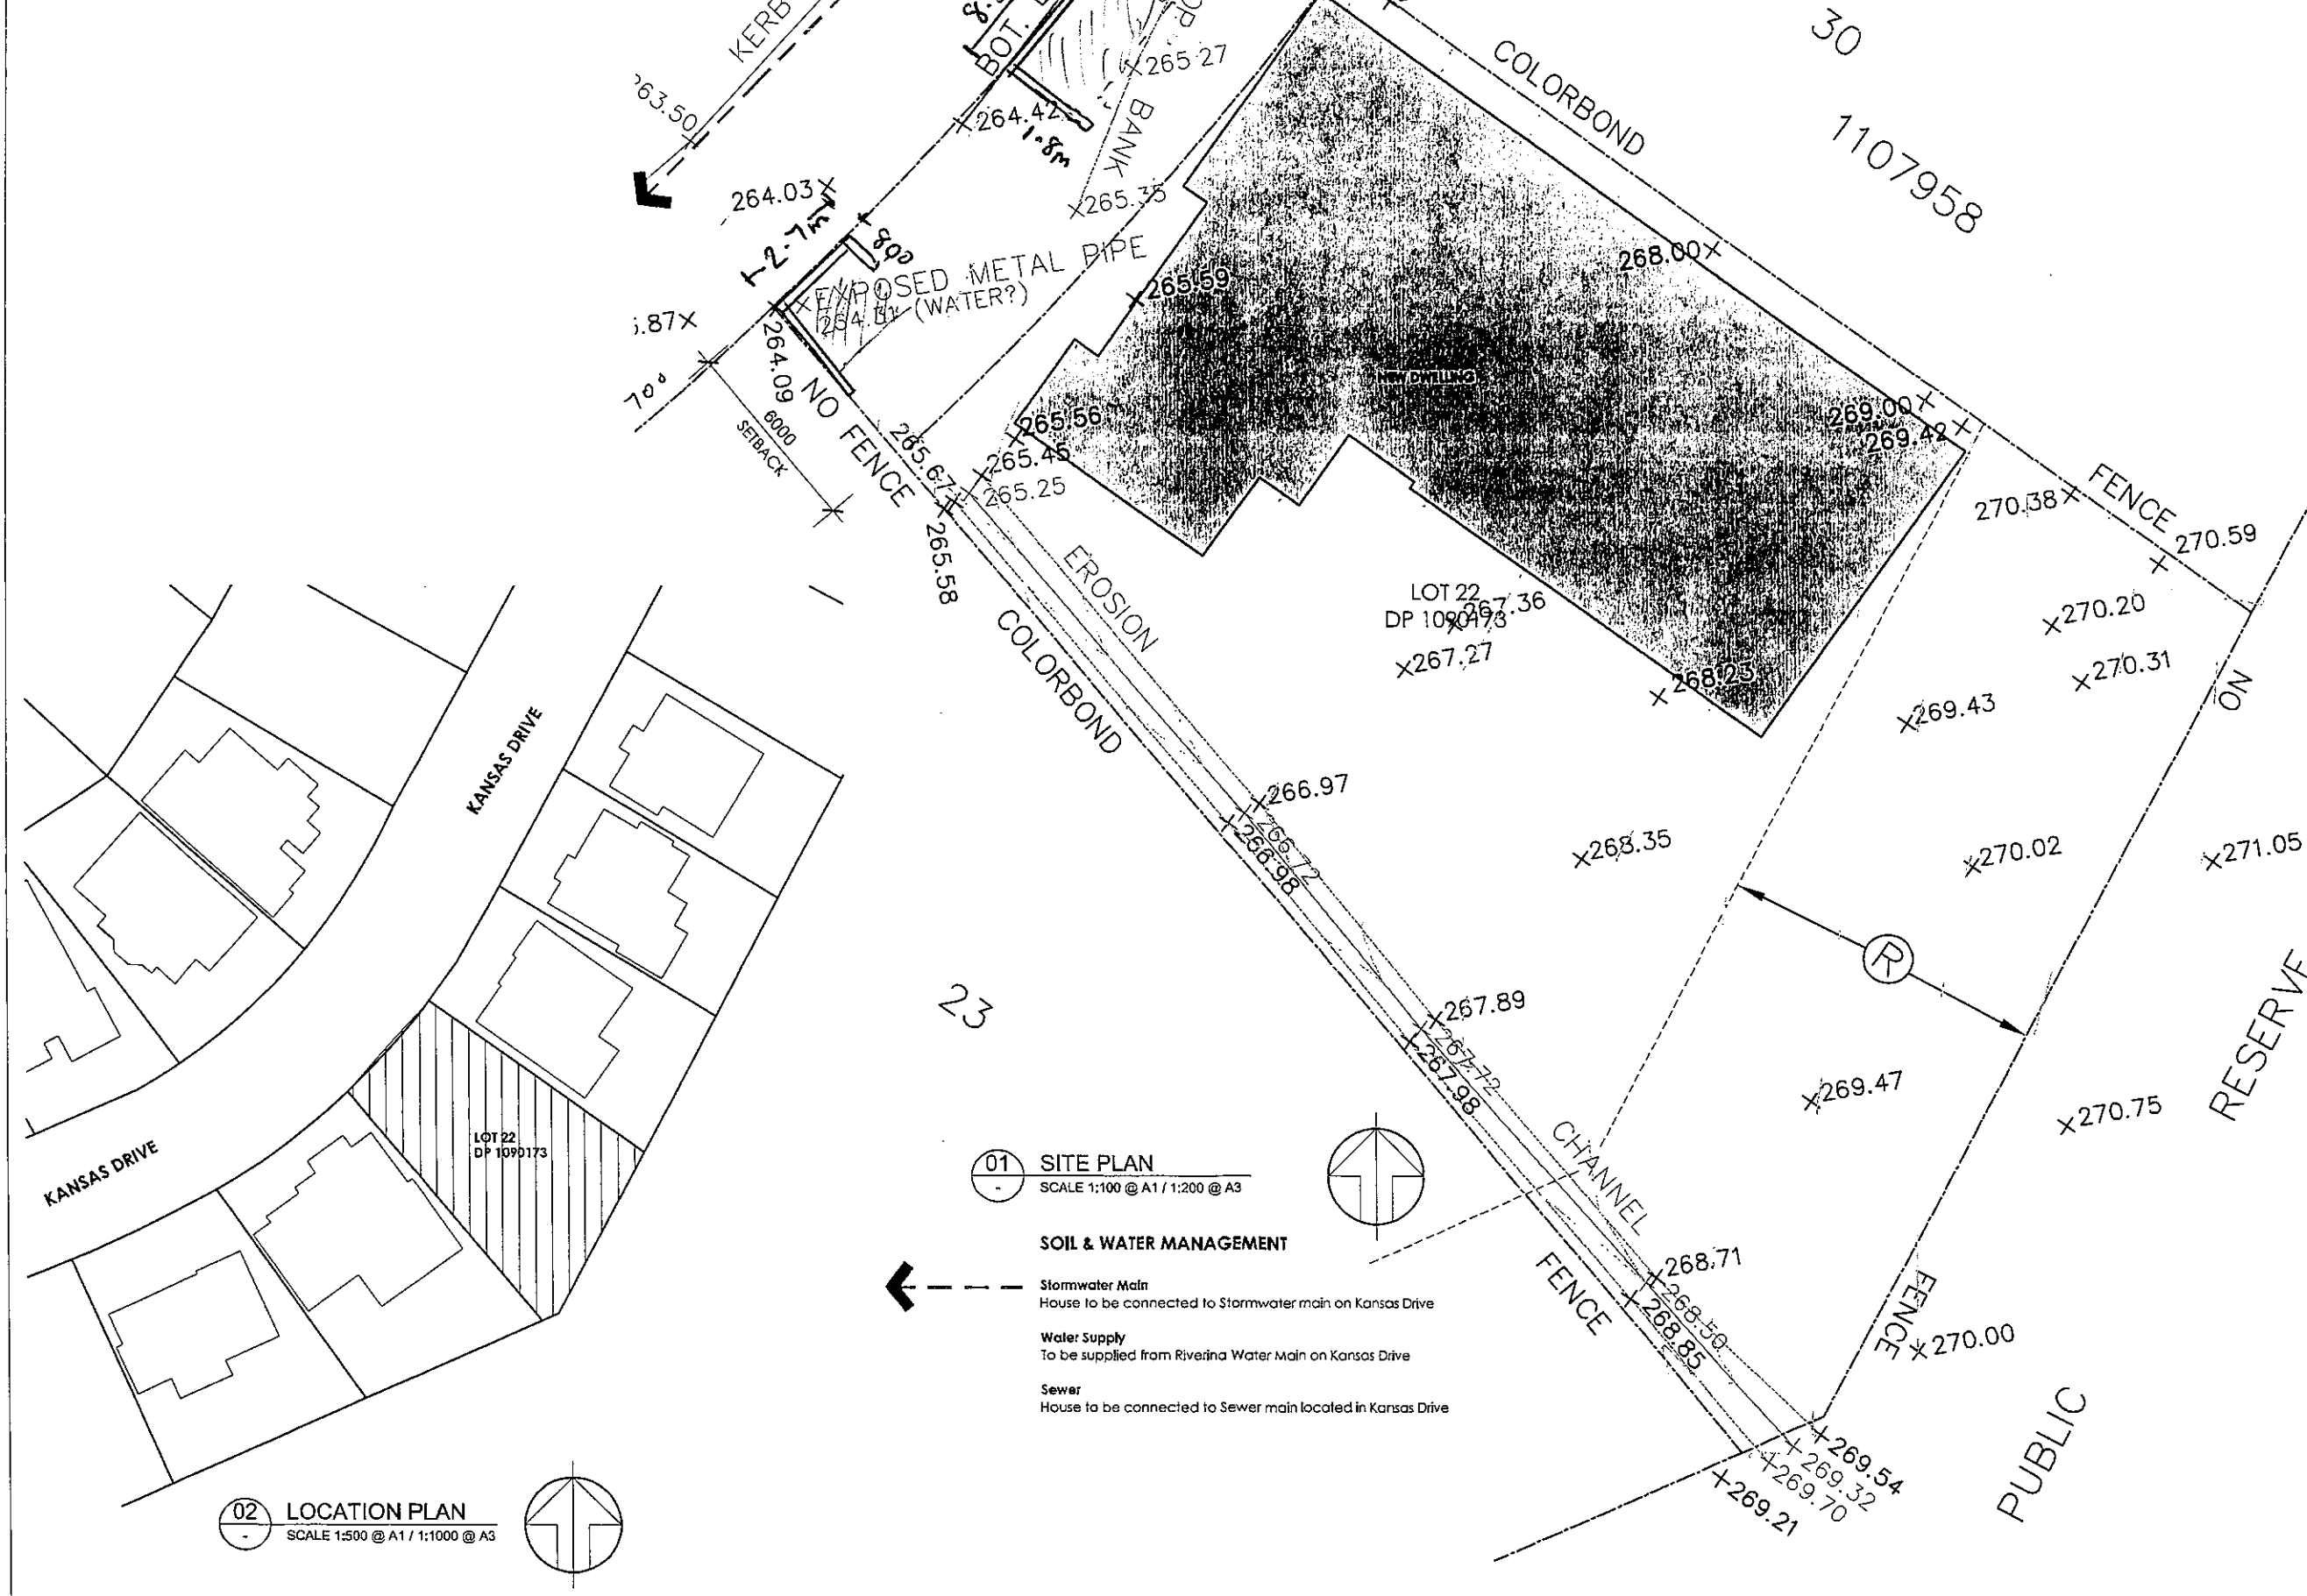 KERB
BOT.
BANK
COLORBOND
30
1107958
265.27
264.42
1.8m
264.03
2.7m
800
265.35
EXPOSED METAL PIPE
(WATER?)
265.59
268.00
NEW DWELLING
264.09
NO FENCE
6000
SETBACK
265.67
265.56
265.45
265.25
265.58
269.00
269.42
270.38
FENCE
270.59
EROSION
COLORBOND
LOT 22
DP 1090173
267.36
267.27
268.23
270.20
270.31
269.43
NO
266.97
266.72
266.98
268.35
270.02
271.05
R
267.89
267.72
267.98
23
269.47
270.75
RESERVE
CHANNEL
FENCE
268.71
268.50
268.85
FENCE
270.00
PUBLIC
269.54
269.32
269.70
269.21
KANSAS DRIVE
KANSAS DRIVE
LOT 22
DP 1090173
01
SITE PLAN
SCALE 1:100 @ A1 / 1:200 @ A3
SOIL & WATER MANAGEMENT
Stormwater Main
House to be connected to Stormwater main on Kansas Drive
Water Supply
To be supplied from Riverina Water Main on Kansas Drive
Sewer
House to be connected to Sewer main located in Kansas Drive
02
LOCATION PLAN
SCALE 1:500 @ A1 / 1:1000 @ A3